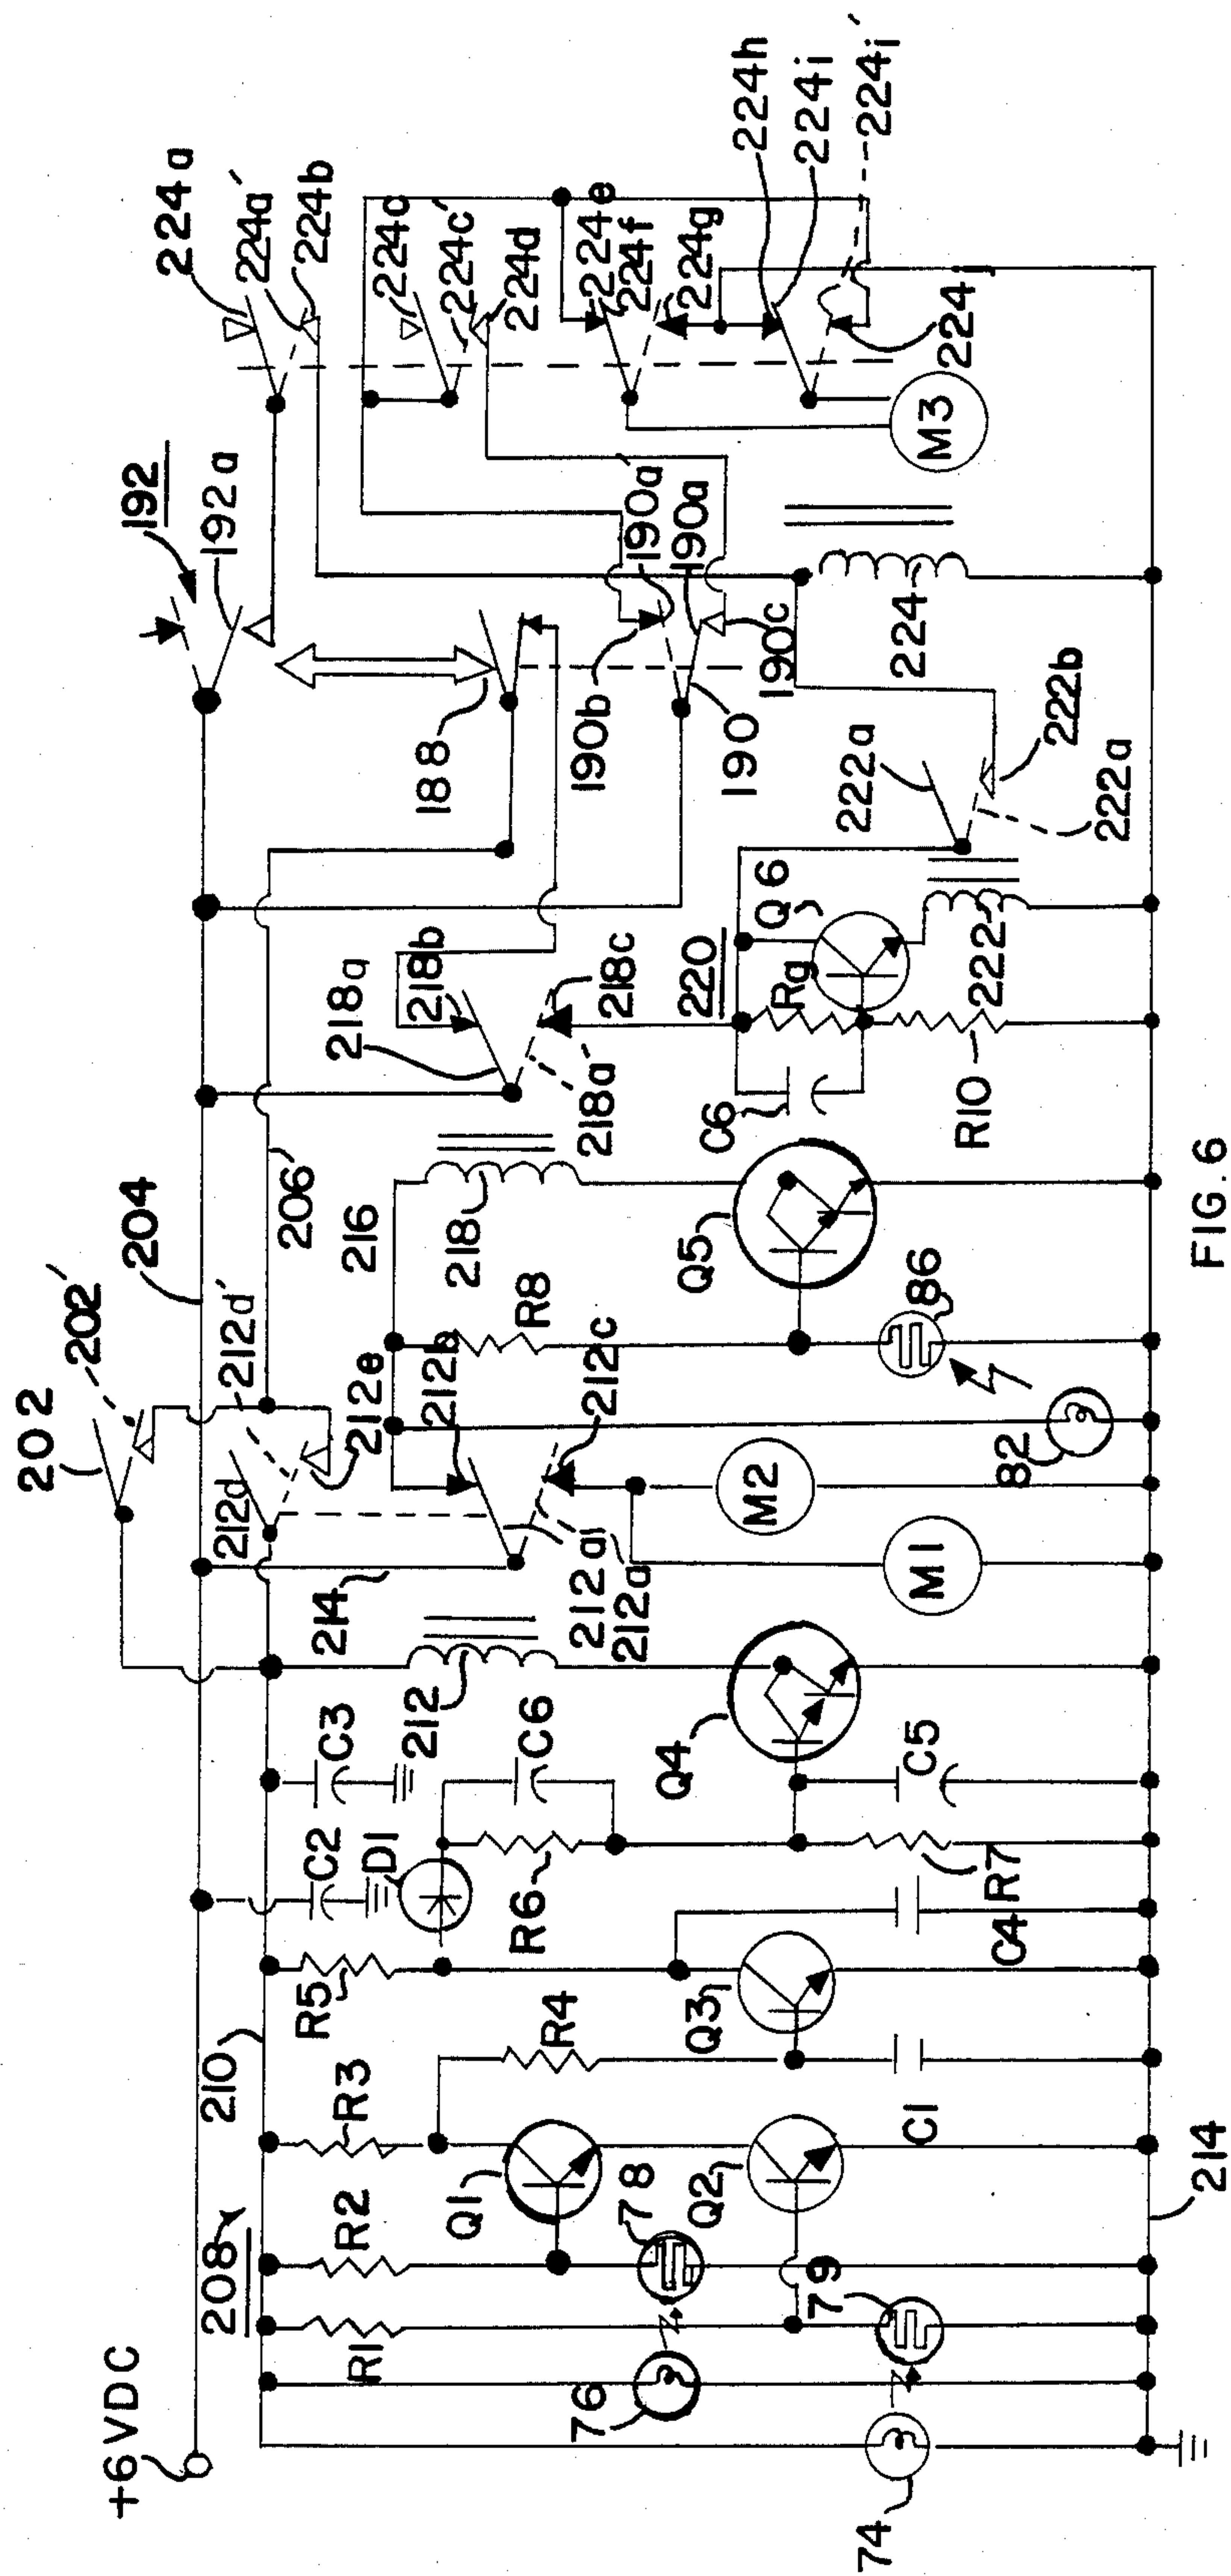 +6VDC
208
210
R1
R2
R3
R4
R5
R6
R7
R8
Rg
R10
C1
C2
C3
C4
C5
C6
C6
D1
Q1
Q2
Q3
Q4
Q5
Q6
74
76
78
79
82
86
M1
M2
M3
202
202'
204
206
212
212d
212d'
212e
212b
212c
212a'
212a
214
214
216
218
218a
218b
218c
218a'
220
222
222a
222b
222a
188
190
190a
190a
190b
190c
192
192a
224
224a
224a'
224b
224c
224c'
224d
224e
224f
224g
224h
224i
224i'
224j
FIG. 6